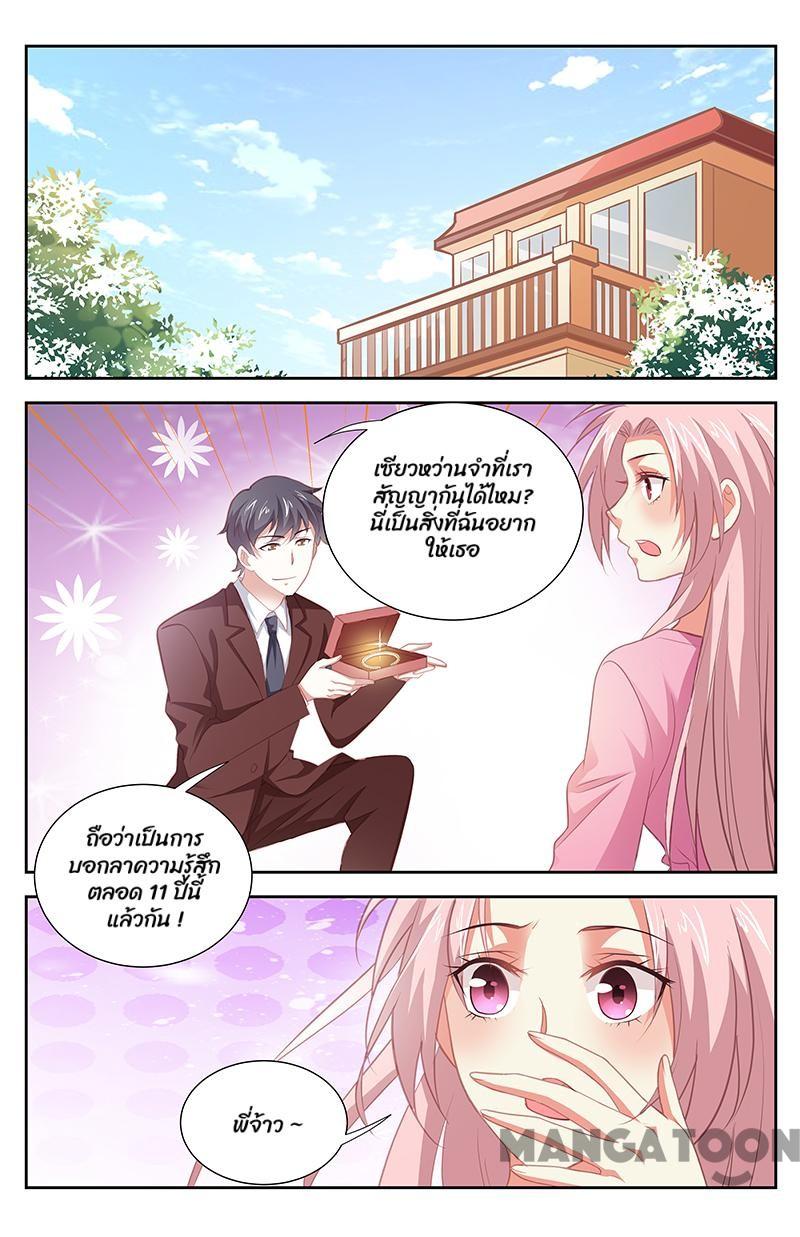 เซียวหว่านจำที่เรา
สัญญากันได้ไหม?
นี่เป็นสิ่งที่ฉันอยาก
ให้เธอ
ถือว่าเป็นการ
บอกลาความรู้สึก
ตลอด 11 ปีนี้
แล้วกัน !
พี่จ้าว ~
MANGATOON